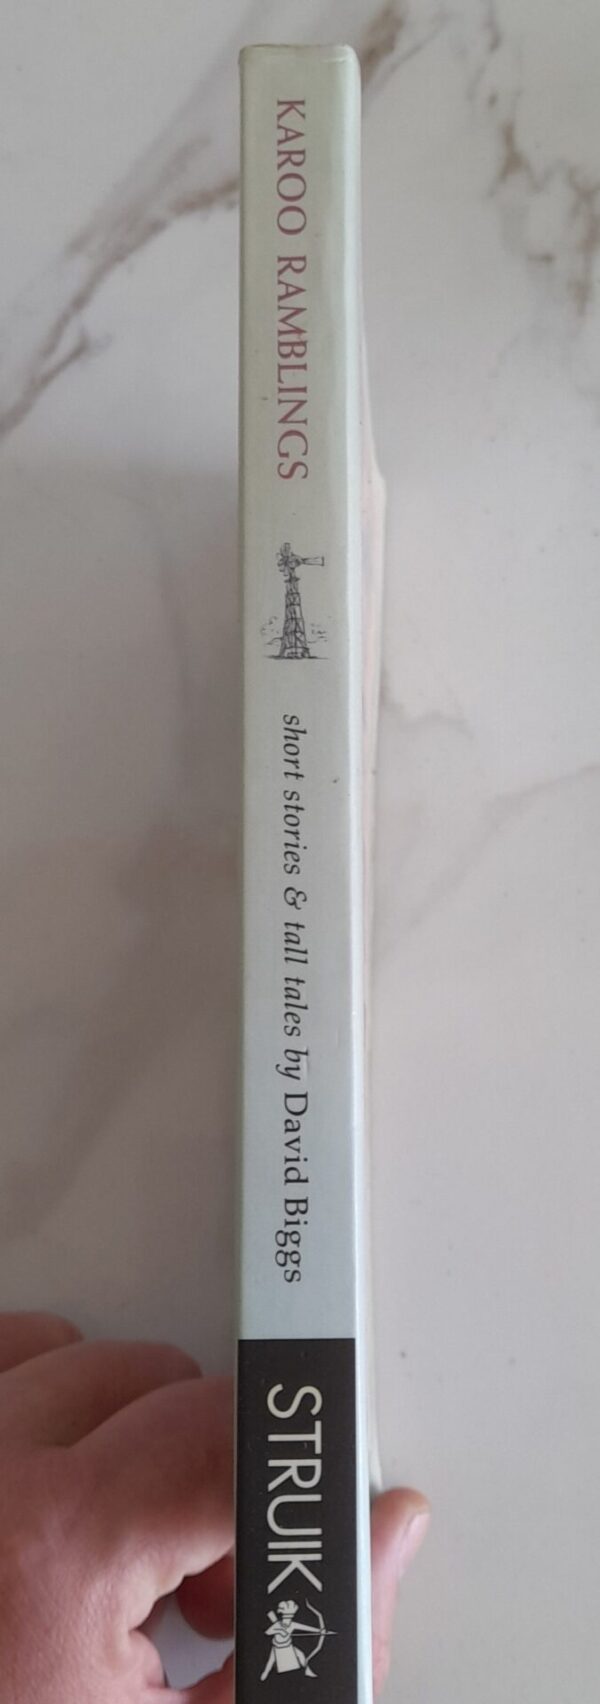 KAROO RAMBLINGS
short stories & tall tales by David Biggs
STRUIK